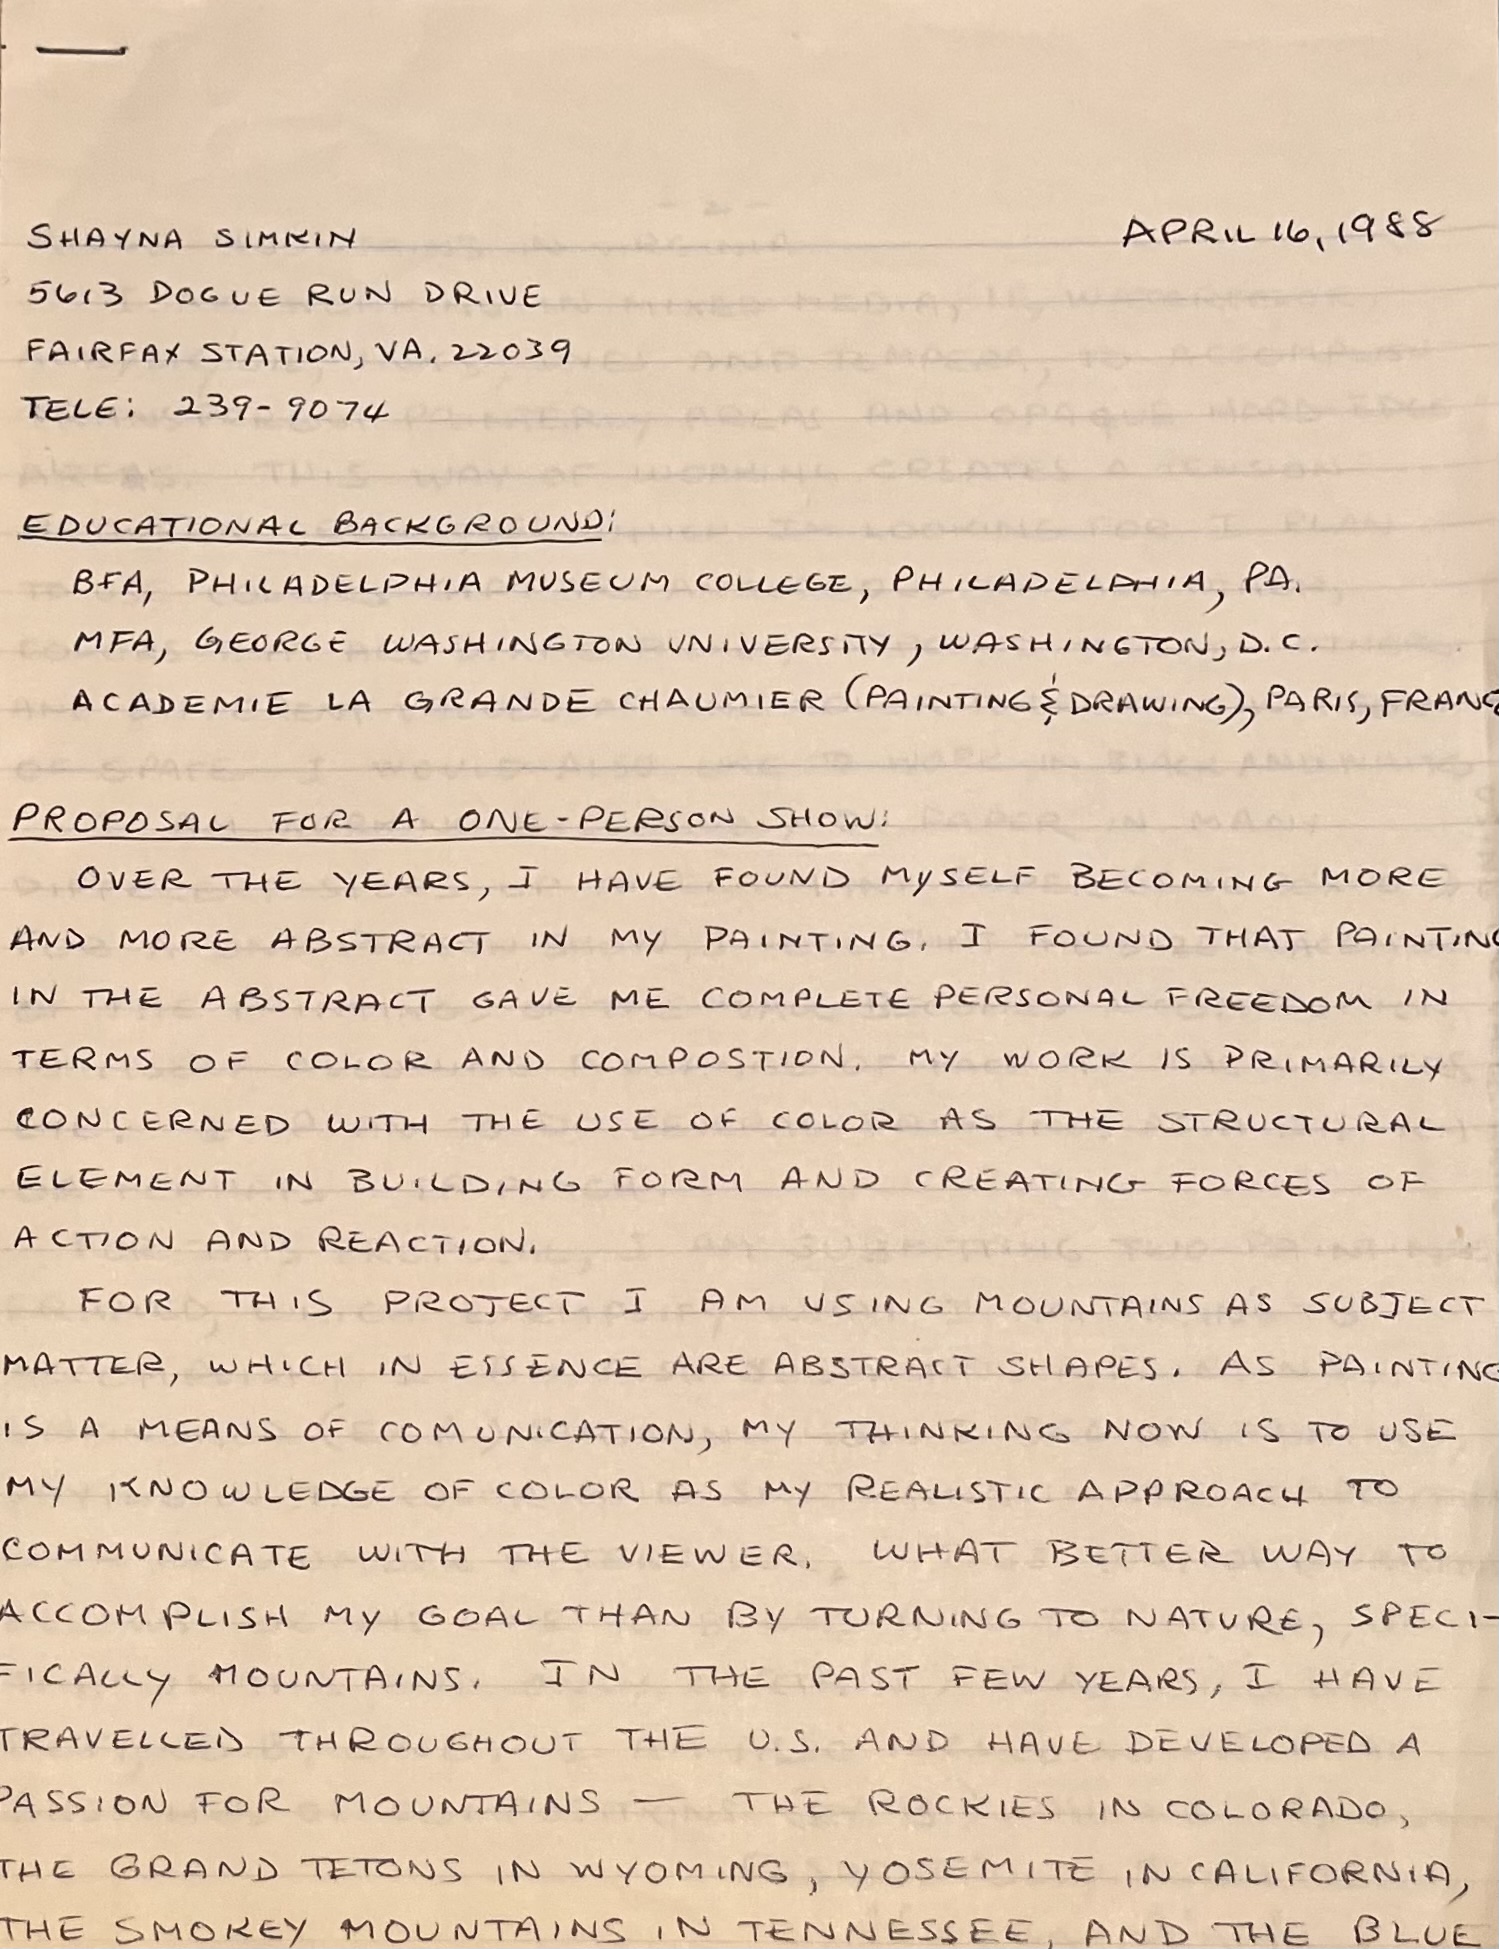 SHAYNA SIMKIN APRIL 16, 1988
5613 DOGUE RUN DRIVE
FAIRFAX STATION, VA. 22039
TELE: 239-9074
EDUCATIONAL BACKGROUND:
BFA, PHILADELPHIA MUSEUM COLLEGE, PHILADELPHIA, PA.
MFA, GEORGE WASHINGTON UNIVERSITY, WASHINGTON, D.C.
ACADEMIE LA GRANDE CHAUMIER (PAINTING & DRAWING), PARIS, FRANCE
PROPOSAL FOR A ONE-PERSON SHOW:
OVER THE YEARS, I HAVE FOUND MYSELF BECOMING MORE
AND MORE ABSTRACT IN MY PAINTING. I FOUND THAT PAINTING
IN THE ABSTRACT GAVE ME COMPLETE PERSONAL FREEDOM IN
TERMS OF COLOR AND COMPOSTION. MY WORK IS PRIMARILY
CONCERNED WITH THE USE OF COLOR AS THE STRUCTURAL
ELEMENT IN BUILDING FORM AND CREATING FORCES OF
ACTION AND REACTION.
FOR THIS PROJECT I AM USING MOUNTAINS AS SUBJECT
MATTER, WHICH IN ESSENCE ARE ABSTRACT SHAPES. AS PAINTING
IS A MEANS OF COMUNICATION, MY THINKING NOW IS TO USE
MY KNOWLEDGE OF COLOR AS MY REALISTIC APPROACH TO
COMMUNICATE WITH THE VIEWER. WHAT BETTER WAY TO
ACCOMPLISH MY GOAL THAN BY TURNING TO NATURE, SPECI-
FICALLY MOUNTAINS. IN THE PAST FEW YEARS, I HAVE
TRAVELLED THROUGHOUT THE U.S. AND HAVE DEVELOPED A
PASSION FOR MOUNTAINS — THE ROCKIES IN COLORADO,
THE GRAND TETONS IN WYOMING, YOSEMITE IN CALIFORNIA,
THE SMOKEY MOUNTAINS IN TENNESSEE, AND THE BLUE